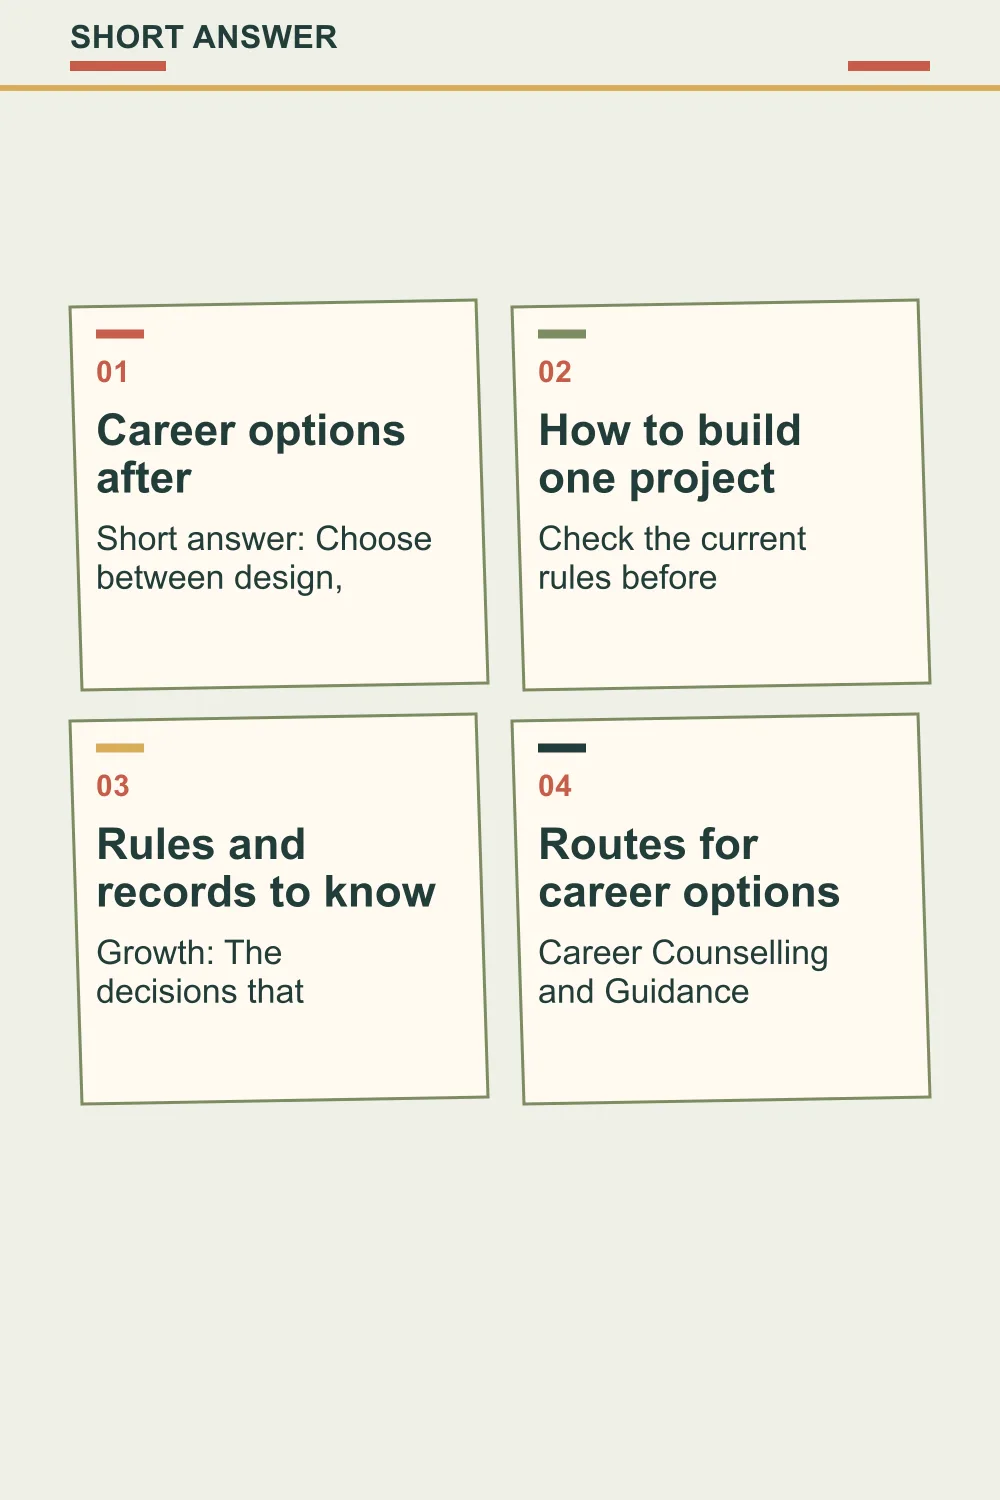 SHORT ANSWER
01
Career options
after
Short answer: Choose
between design,
02
How to build
one project
Check the current
rules before
03
Rules and
records to know
Growth: The
decisions that
04
Routes for
career options
Career Counselling
and Guidance